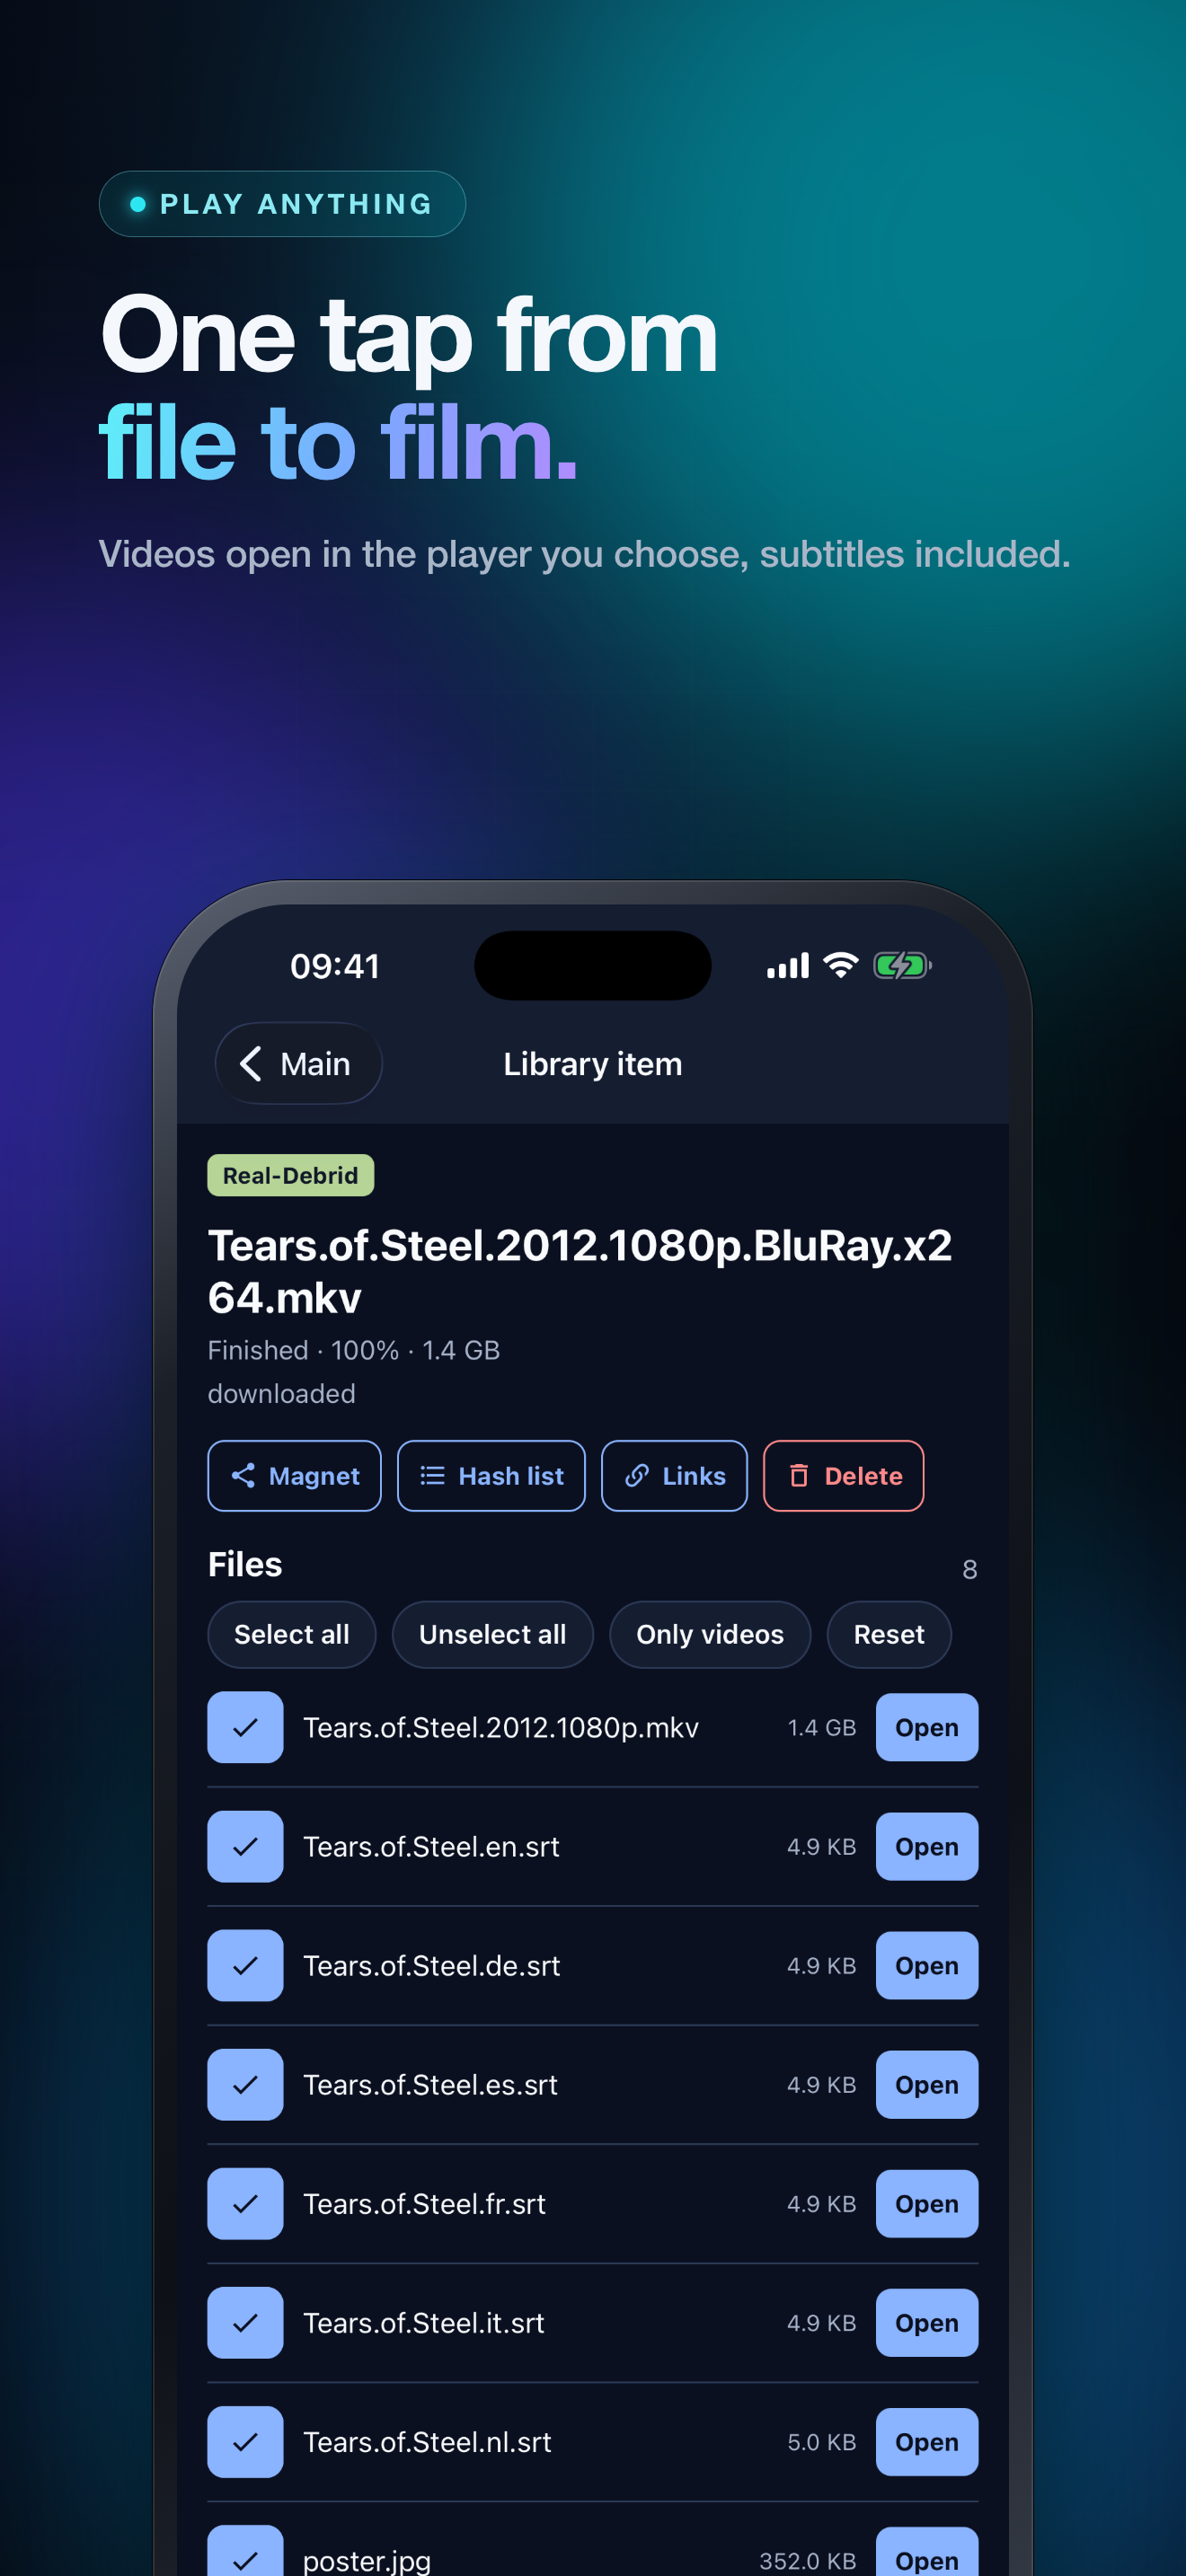 PLAY ANYTHING
One tap from
file to film.
Videos open in the player you choose, subtitles included.
09:41
Main
Library item
Real-Debrid
Tears.of.Steel.2012.1080p.BluRay.x2
64.mkv
Finished · 100% · 1.4 GB
downloaded
Magnet
Hash list
Links
Delete
Files
8
Select all
Unselect all
Only videos
Reset
Tears.of.Steel.2012.1080p.mkv 1.4 GB Open
Tears.of.Steel.en.srt 4.9 KB Open
Tears.of.Steel.de.srt 4.9 KB Open
Tears.of.Steel.es.srt 4.9 KB Open
Tears.of.Steel.fr.srt 4.9 KB Open
Tears.of.Steel.it.srt 4.9 KB Open
Tears.of.Steel.nl.srt 5.0 KB Open
poster.jpg 352.0 KB Open